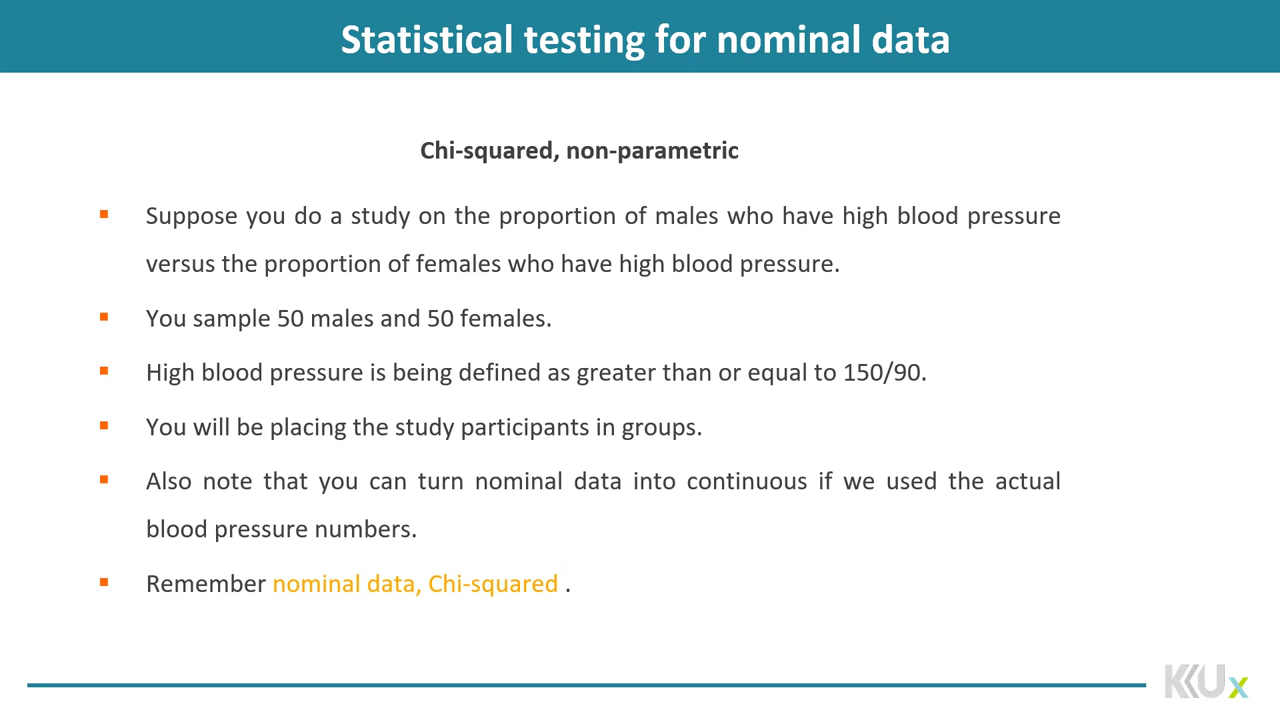 Statistical testing for nominal data
Chi-squared, non-parametric
Suppose you do a study on the proportion of males who have high blood pressure
versus the proportion of females who have high blood pressure.
You sample 50 males and 50 females.
High blood pressure is being defined as greater than or equal to 150/90.
You will be placing the study participants in groups.
Also note that you can turn nominal data into continuous if we used the actual
blood pressure numbers.
Remember nominal data, Chi-squared .
KKUx